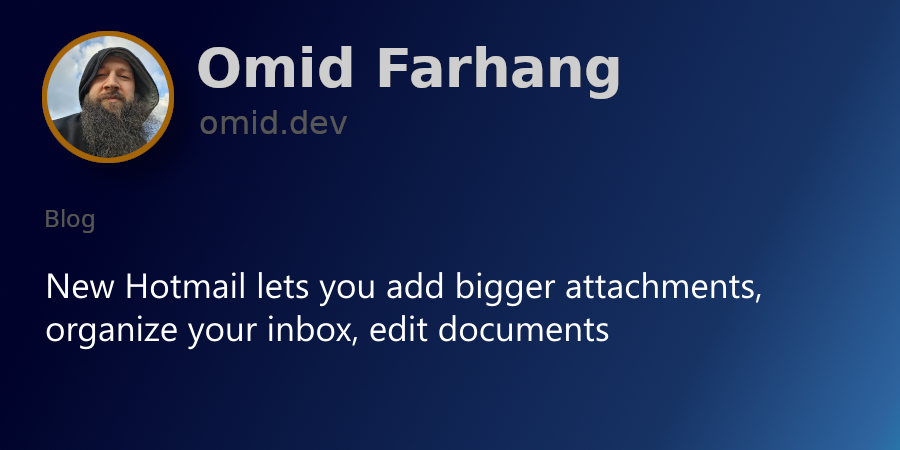 Omid Farhang
omid.dev
Blog
New Hotmail lets you add bigger attachments,
organize your inbox, edit documents